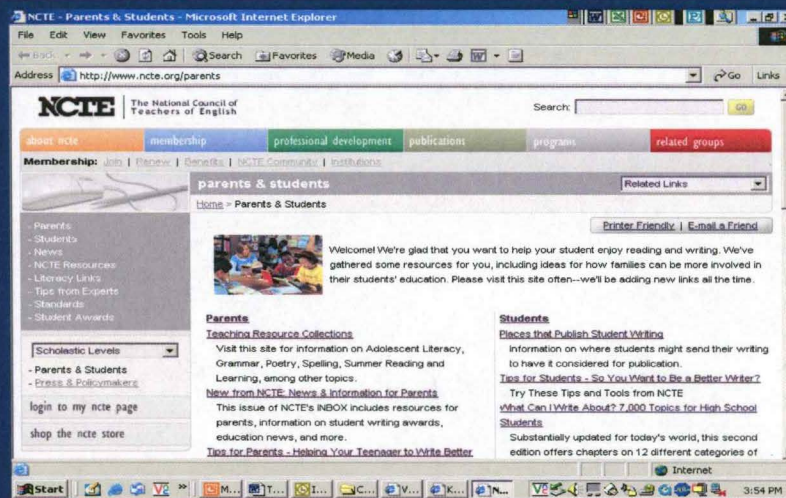 NCTE - Parents & Students - Microsoft Internet Explorer
File Edit View Favorites Tools Help
Back Search Favorites Media
Address http://www.ncte.org/parents Go Links
NCTE The National Council of
Teachers of English
Search: GO
about ncte membership professional development publications programs related groups
Membership: Join | Renew | Benefits | NCTE Community | Institutions
parents & students Related Links
Home > Parents & Students
Printer Friendly | E-mail a Friend
- Parents
- Students
- News
- NCTE Resources
- Literacy Links
- Tips from Experts
- Standards
- Student Awards
Scholastic Levels
- Parents & Students
- Press & Policymakers
login to my ncte page
shop the ncte store
Welcome! We're glad that you want to help your student enjoy reading and writing. We've
gathered some resources for you, including ideas for how families can be more involved in
their students' education. Please visit this site often--we'll be adding new links all the time.
Parents
Teaching Resource Collections
Visit this site for information on Adolescent Literacy,
Grammar, Poetry, Spelling, Summer Reading and
Learning, among other topics.
New from NCTE: News & Information for Parents
This issue of NCTE's INBOX includes resources for
parents, information on student writing awards,
education news, and more.
Tips for Parents - Helping Your Teenager to Write Better
Students
Places that Publish Student Writing
Information on where students might send their writing
to have it considered for publication.
Tips for Students - So You Want to Be a Better Writer?
Try These Tips and Tools from NCTE
What Can I Write About? 7,000 Topics for High School
Students
Substantially updated for today's world, this second
edition offers chapters on 12 different categories of
Internet
Start M... T... I... C... V... K... N... 3:54 PM